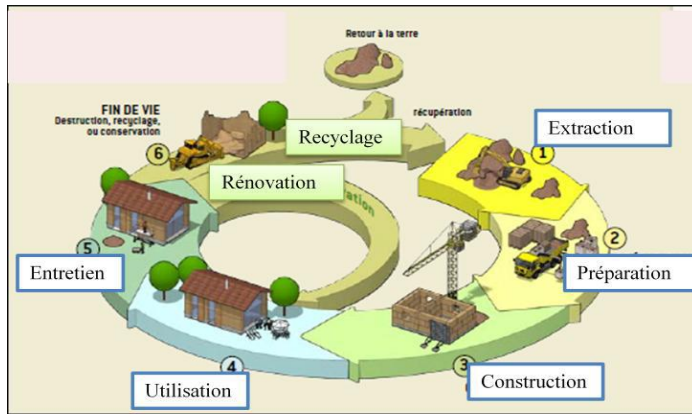 Retour à la terre
FIN DE VIE
Destruction, recyclage,
ou conservation
récupération
Recyclage
Extraction
1
6
Rénovation
2
5
Entretien
Préparation
4
3
Utilisation
Construction